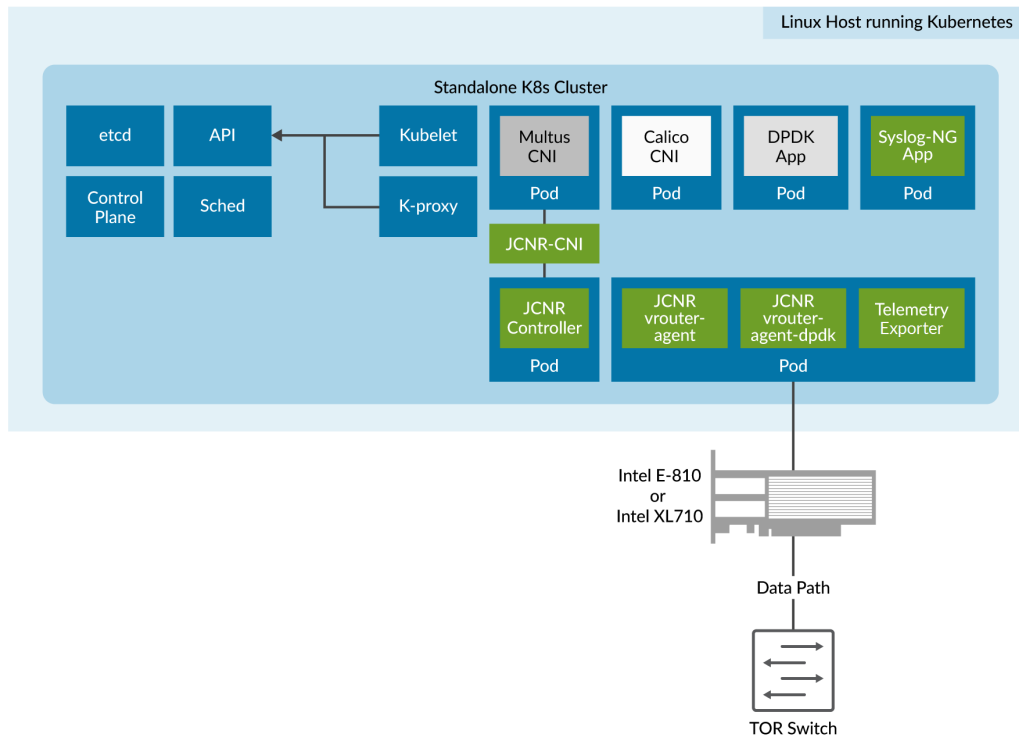 Linux Host running Kubernetes
Standalone K8s Cluster
etcd
API
Kubelet
Multus
CNI
Pod
Calico
CNI
Pod
DPDK
App
Pod
Syslog-NG
App
Pod
Control
Plane
Sched
K-proxy
JCNR-CNI
JCNR
Controller
Pod
JCNR
vrouter-
agent
JCNR
vrouter-
agent-dpdk
Telemetry
Exporter
Pod
Intel E-810
or
Intel XL710
Data Path
TOR Switch